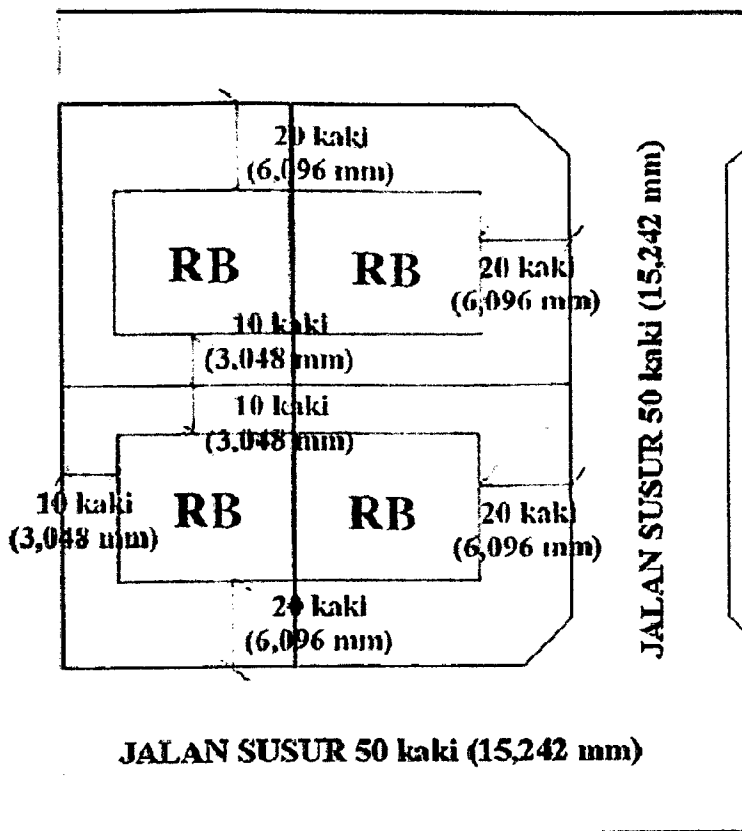 20 kaki
(6,096 mm)
RB
RB
20 kaki
(6,096 mm)
10 kaki
(3.048 mm)
10 kaki
(3.048 mm)
10 kaki
(3,048 mm)
RB
RB
20 kaki
(6,096 mm)
20 kaki
(6,096 mm)
JALAN SUSUR 50 kaki (15,242 mm)
JALAN SUSUR 50 kaki (15,242 mm)